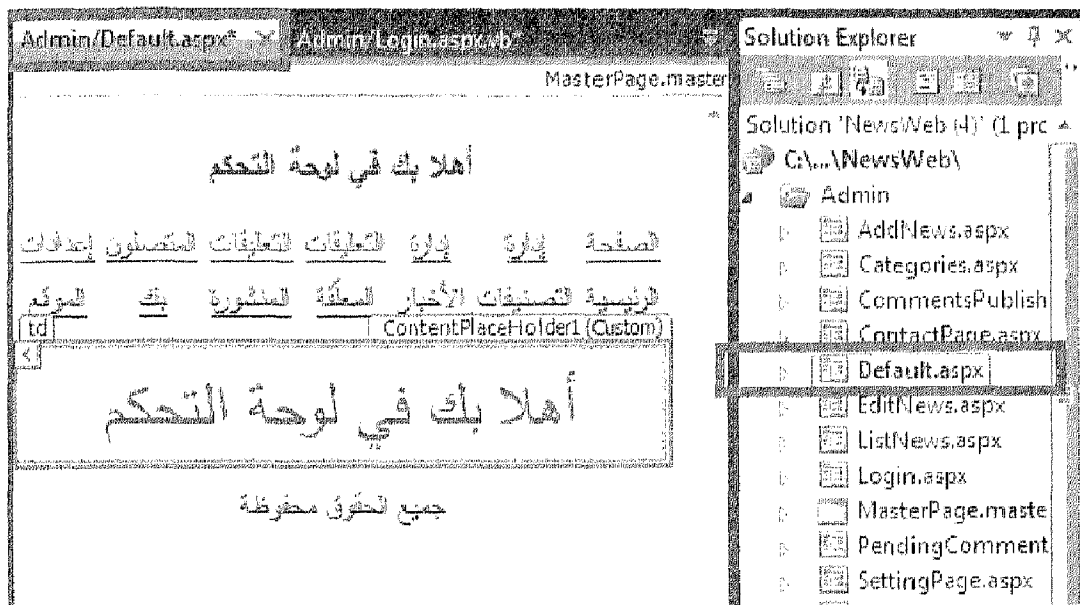 Admin/Default.aspx*
Admin/Login.aspx.vb*
MasterPage.master
أهلا بك في لوحة التحكم
الصفحة إدارة إدارة التعليقات التعليقات المتصلون إعدادات
الرئيسية التصنيفات الأخبار المعلّقة المنشورة بك الموقع
td
ContentPlaceHolder1 (Custom)
أهلا بك في لوحة التحكم
جميع الحقوق محفوظة
Solution Explorer
Solution 'NewsWeb (4)' (1 prc
C:\...\NewsWeb\
Admin
AddNews.aspx
Categories.aspx
CommentsPublish
ContactPage.aspx
Default.aspx
EditNews.aspx
ListNews.aspx
Login.aspx
MasterPage.maste
PendingComment
SettingPage.aspx